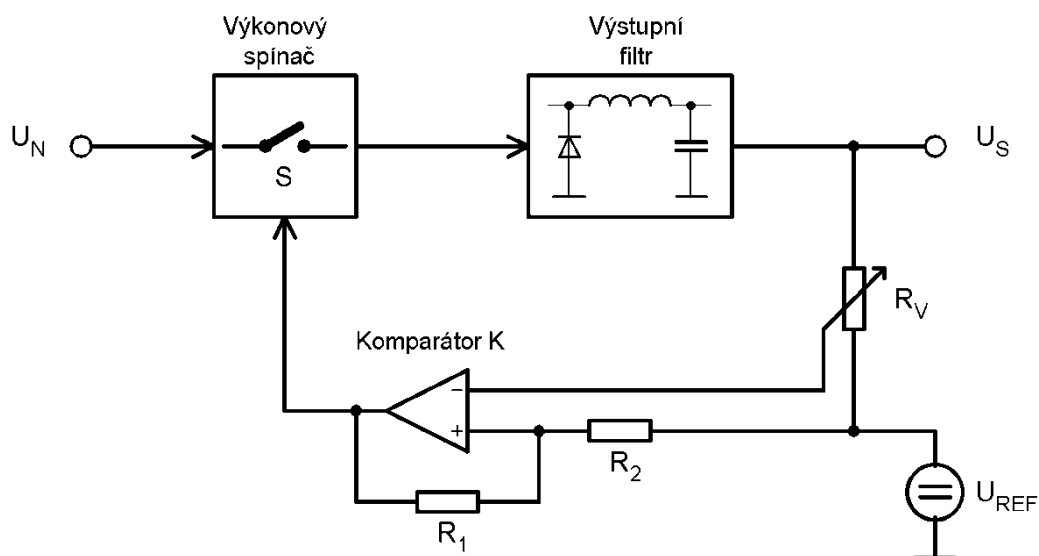 Výkonový
spínač
Výstupní
filtr
U_N
S
U_S
R_V
Komparátor K
−
+
R_2
R_1
U_REF